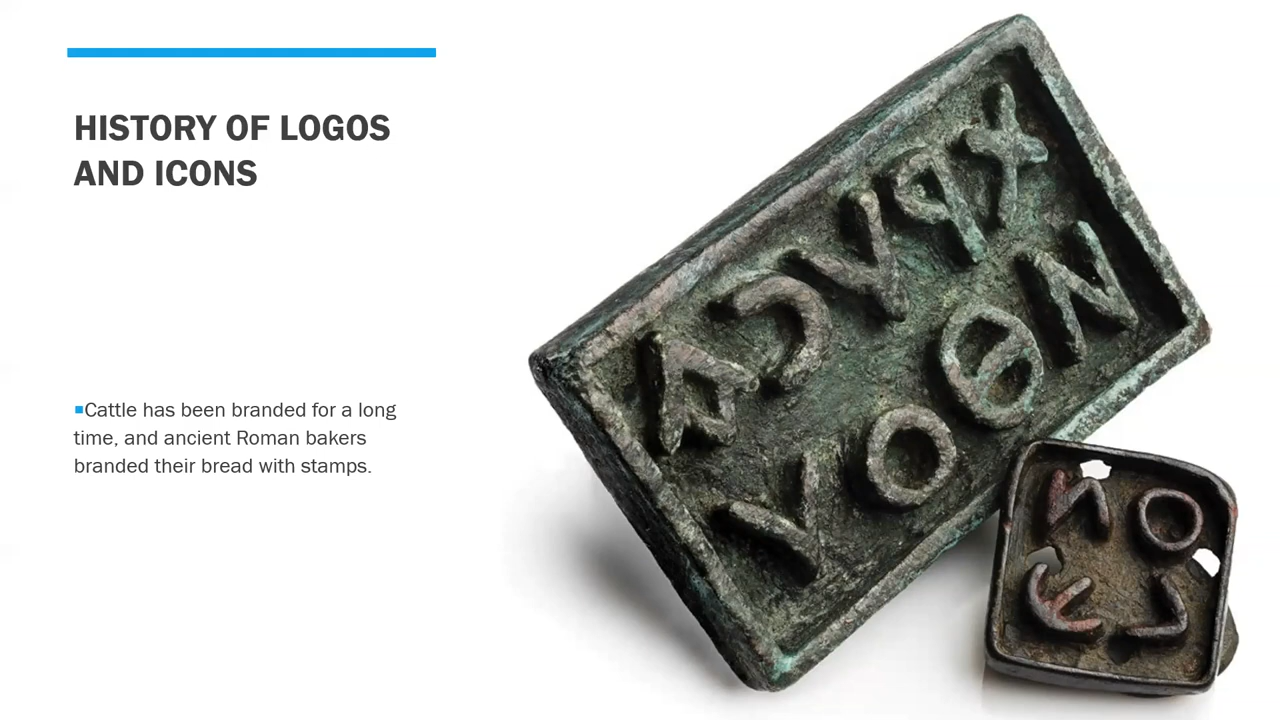 HISTORY OF LOGOS
AND ICONS
▪Cattle has been branded for a long
time, and ancient Roman bakers
branded their bread with stamps.